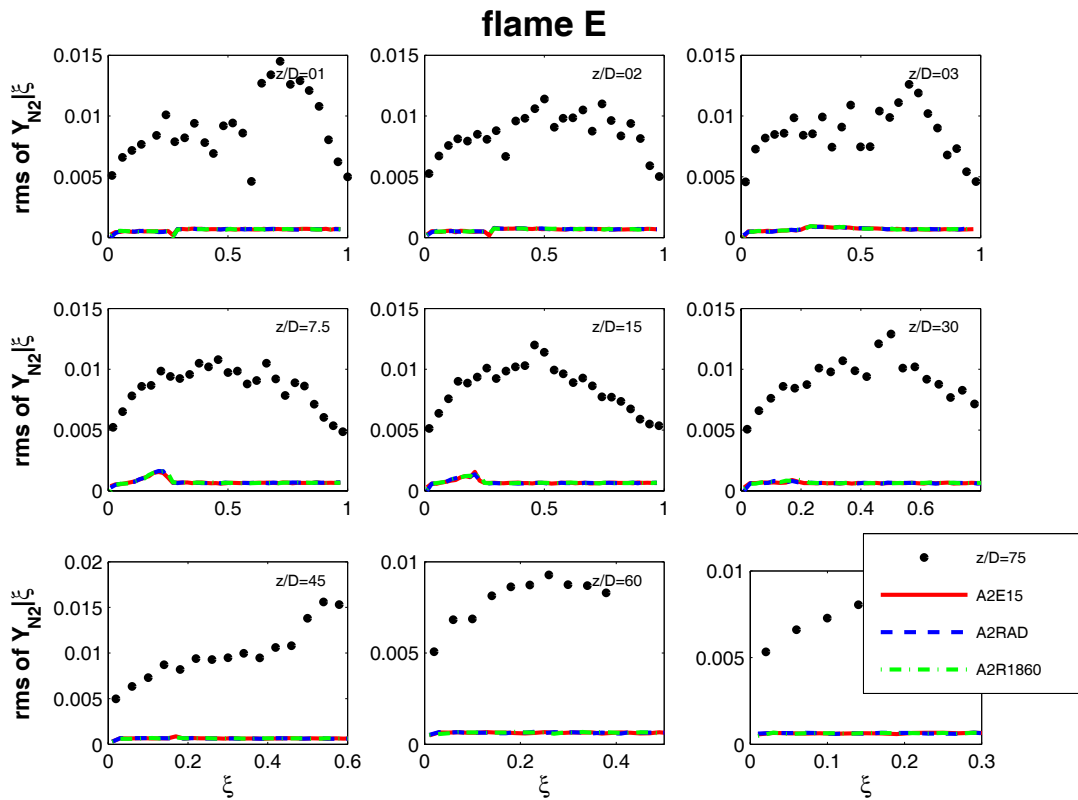 flame E
rms of Y_N2|ξ
0.015
0.01
0.005
0
0 0.5 1
z/D=01
0 0.5 1
0.015
0.01
0.005
0
z/D=02
0 0.5 1
0.015
0.01
0.005
0
z/D=03
rms of Y_N2|ξ
0.015
0.01
0.005
0
0 0.5 1
z/D=7.5
0.015
0.01
0.005
0
0 0.5 1
z/D=15
0.015
0.01
0.005
0
0 0.2 0.4 0.6
z/D=30
rms of Y_N2|ξ
0.02
0.015
0.01
0.005
0
0 0.2 0.4 0.6
ξ
z/D=45
0.01
0.005
0
0 0.2 0.4
ξ
z/D=60
0.01
0.005
0
0 0.1 0.2 0.3
ξ
z/D=75
A2E15
A2RAD
A2R1860